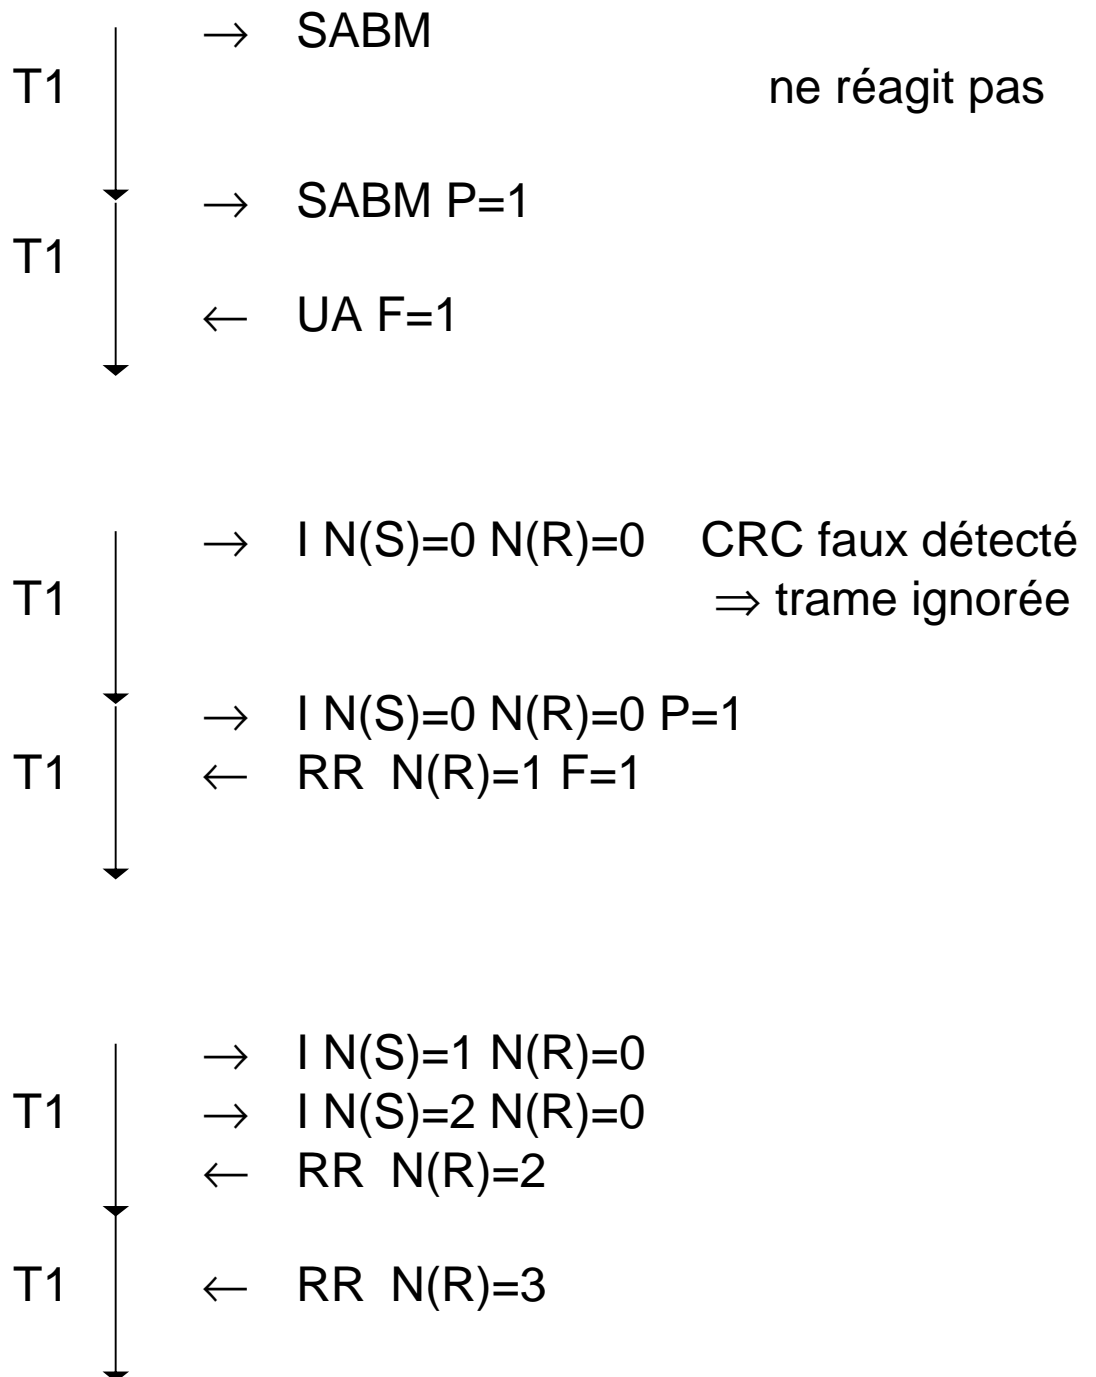 → SABM
T1 ne réagit pas
→ SABM P=1
T1
← UA F=1
→ I N(S)=0 N(R)=0 CRC faux détecté
T1 ⇒ trame ignorée
→ I N(S)=0 N(R)=0 P=1
T1 ← RR N(R)=1 F=1
→ I N(S)=1 N(R)=0
T1 → I N(S)=2 N(R)=0
← RR N(R)=2
T1 ← RR N(R)=3